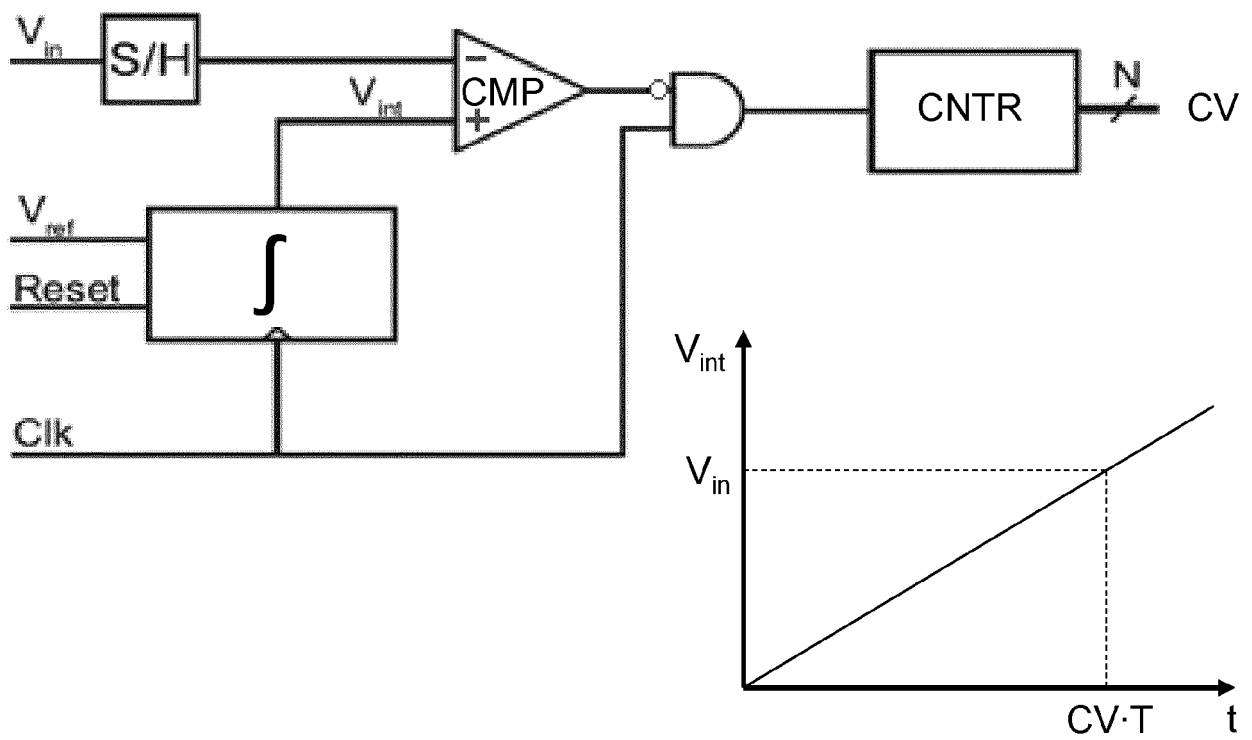 Vin
S/H
-
CMP
+
Vint
CNTR
N
CV
Vref
Reset
∫
Clk
Vint
Vin
CV·T
t